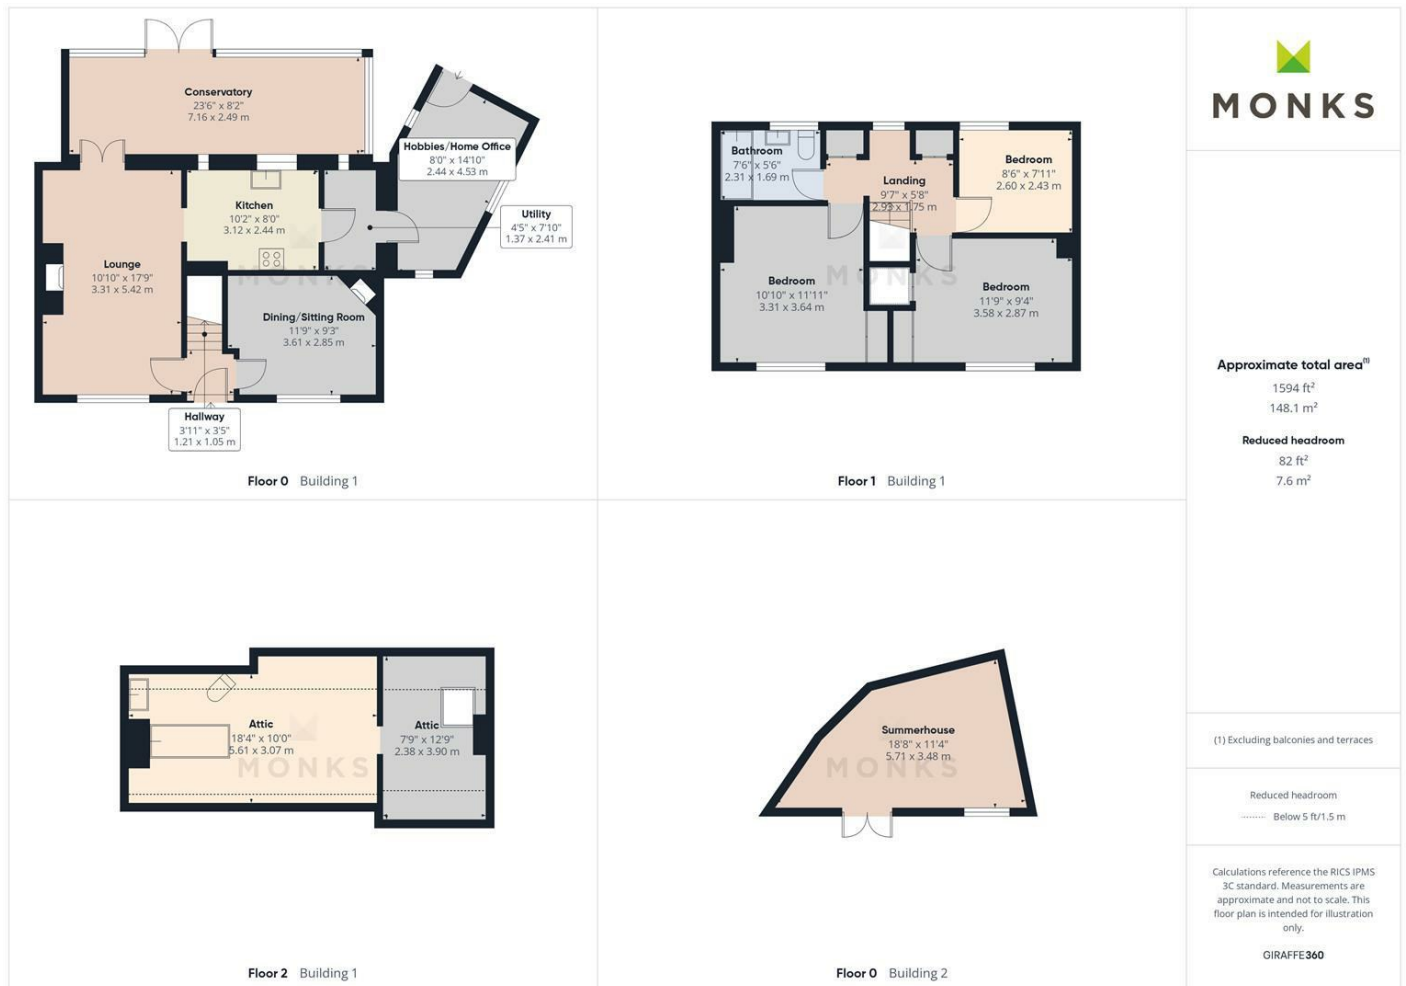 Conservatory
23'6" x 8'2"
7.16 x 2.49 m
Hobbies/Home Office
8'0" x 14'10"
2.44 x 4.53 m
Kitchen
10'2" x 8'0"
3.12 x 2.44 m
Utility
4'5" x 7'10"
1.37 x 2.41 m
Lounge
10'10" x 17'9"
3.31 x 5.42 m
MONKS
Dining/Sitting Room
11'9" x 9'3"
3.61 x 2.85 m
Hallway
3'11" x 3'5"
1.21 x 1.05 m
Floor 0 Building 1
Bathroom
7'6" x 5'6"
2.31 x 1.69 m
Landing
9'7" x 5'8"
2.93 x 1.75 m
Bedroom
8'6" x 7'11"
2.60 x 2.43 m
MONKS
Bedroom
10'10" x 11'11"
3.31 x 3.64 m
Bedroom
11'9" x 9'4"
3.58 x 2.87 m
Floor 1 Building 1
Attic
18'4" x 10'0"
5.61 x 3.07 m
Attic
7'9" x 12'9"
2.38 x 3.90 m
MONKS
Floor 2 Building 1
Summerhouse
18'8" x 11'4"
5.71 x 3.48 m
MONKS
Floor 0 Building 2
MONKS
Approximate total area(1)
1594 ft²
148.1 m²
Reduced headroom
82 ft²
7.6 m²
(1) Excluding balconies and terraces
Reduced headroom
Below 5 ft/1.5 m
Calculations reference the RICS IPMS
3C standard. Measurements are
approximate and not to scale. This
floor plan is intended for illustration
only.
GIRAFFE360